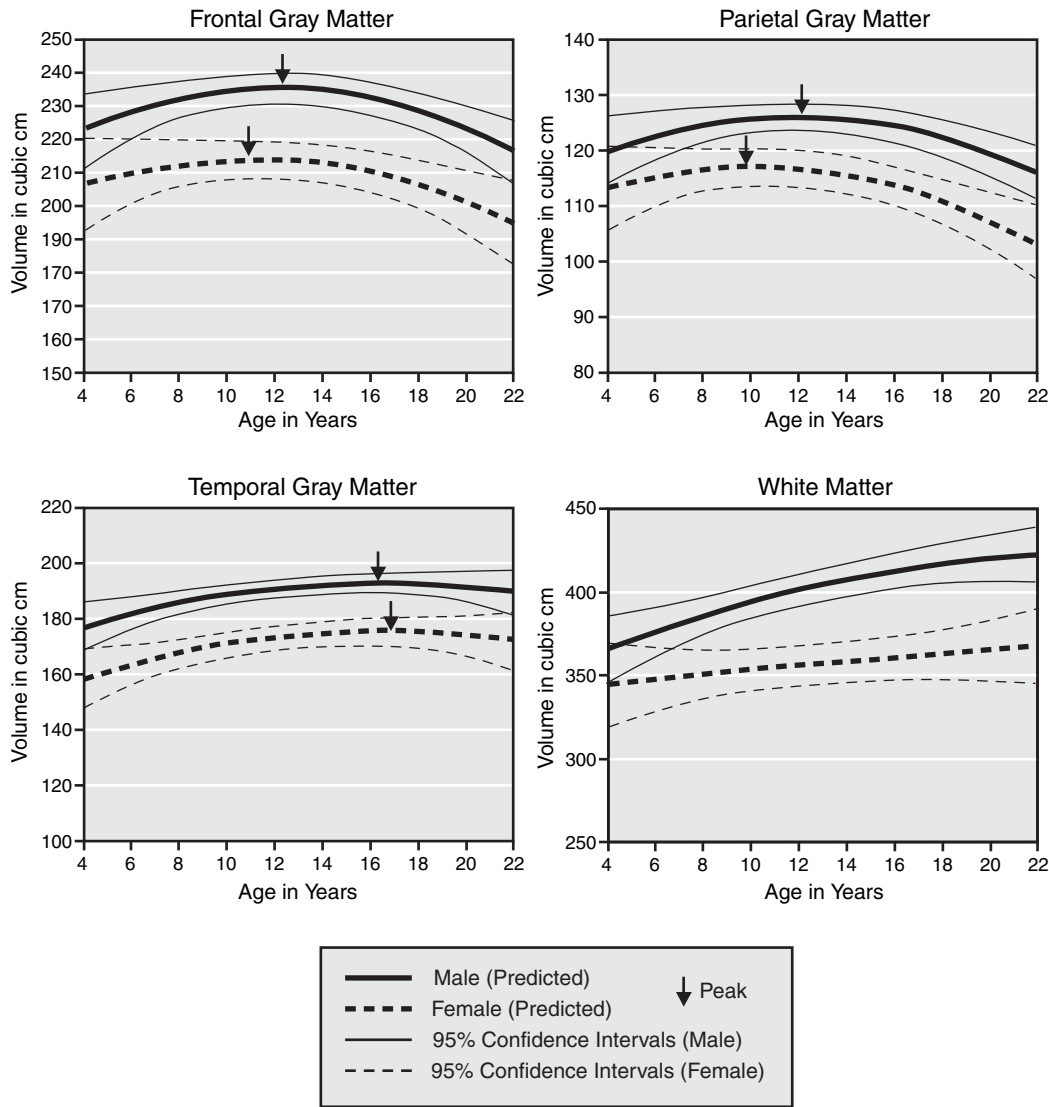 Frontal Gray Matter
Volume in cubic cm
250
240
230
220
210
200
190
170
170
160
150
4 6 8 10 12 14 16 18 20 22
Age in Years
Parietal Gray Matter
Volume in cubic cm
140
130
120
110
100
90
80
4 6 8 10 12 14 16 18 20 22
Age in Years
Temporal Gray Matter
Volume in cubic cm
220
200
180
160
140
120
100
4 6 8 10 12 14 16 18 20 22
Age in Years
White Matter
Volume in cubic cm
450
400
350
300
250
4 6 8 10 12 14 16 18 20 22
Age in Years
Male (Predicted)
Peak
Female (Predicted)
95% Confidence Intervals (Male)
95% Confidence Intervals (Female)